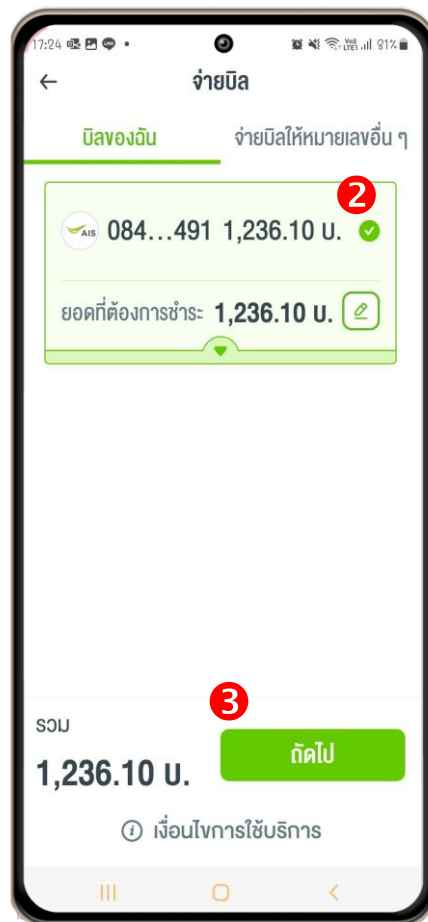 17:24 91%
จ่ายบิล
บิลของฉัน จ่ายบิลให้หมายเลขอื่น ๆ
2
AIS 084...491 1,236.10 บ.
ยอดที่ต้องการชำระ 1,236.10 บ.
3
รวม
ถัดไป
1,236.10 บ.
เงื่อนไขการใช้บริการ